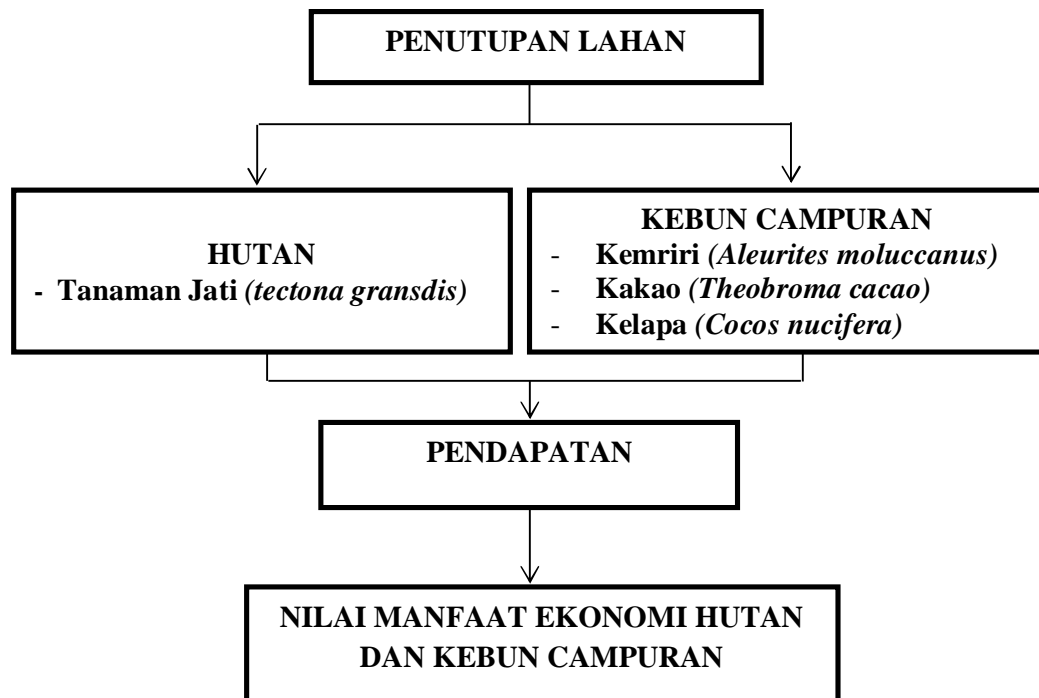 PENUTUPAN LAHAN
HUTAN
- Tanaman Jati (tectona gransdis)
KEBUN CAMPURAN
- Kemriri (Aleurites moluccanus)
- Kakao (Theobroma cacao)
- Kelapa (Cocos nucifera)
PENDAPATAN
NILAI MANFAAT EKONOMI HUTAN
DAN KEBUN CAMPURAN